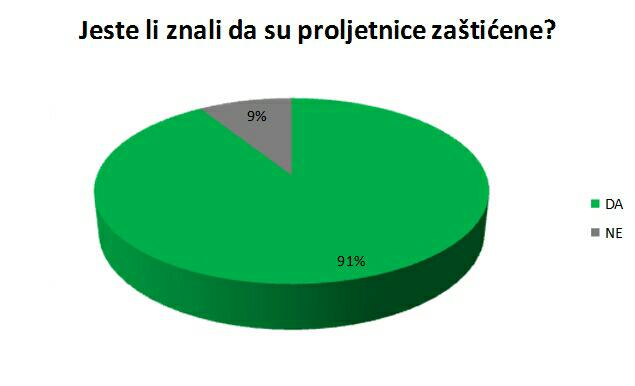 Jeste li znali da su proljetnice zaštićene?
9%
DA
NE
91%